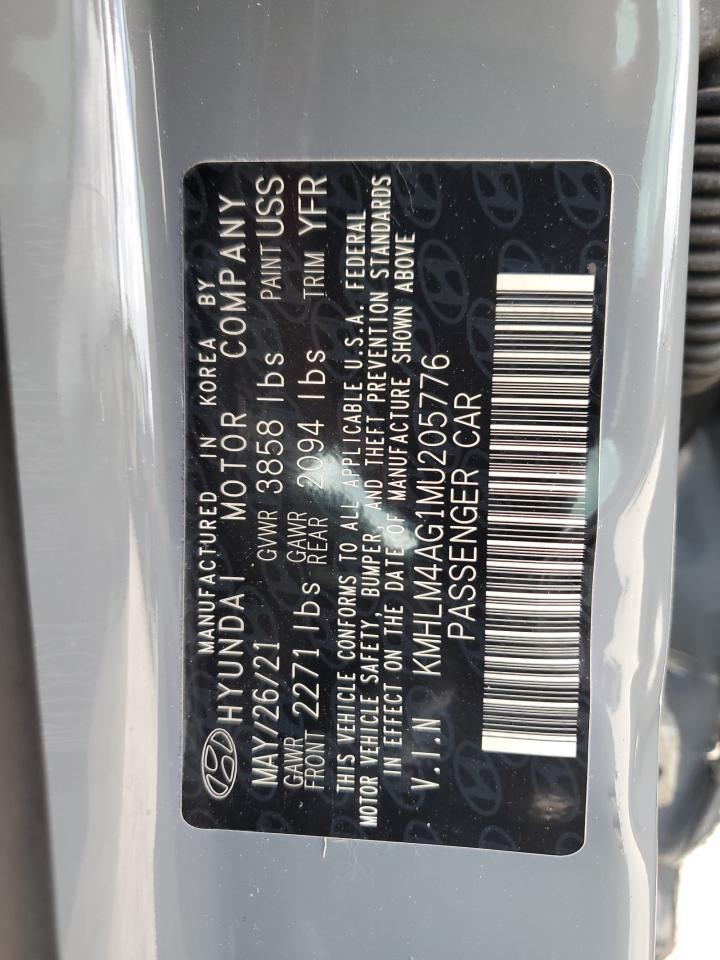 MANUFACTURED IN KOREA BY
HYUNDAI MOTOR COMPANY
MAY/26/21 GVWR 3858 lbs PAINT USS
GAWR FRONT 2271 lbs GAWR REAR 2094 lbs TRIM YFR
THIS VEHICLE CONFORMS TO ALL APPLICABLE U.S.A. FEDERAL
MOTOR VEHICLE SAFETY BUMPER, AND THEFT PREVENTION STANDARDS
IN EFFECT ON THE DATE OF MANUFACTURE SHOWN ABOVE
V.I.N KMHLM4AG1MU205776
PASSENGER CAR